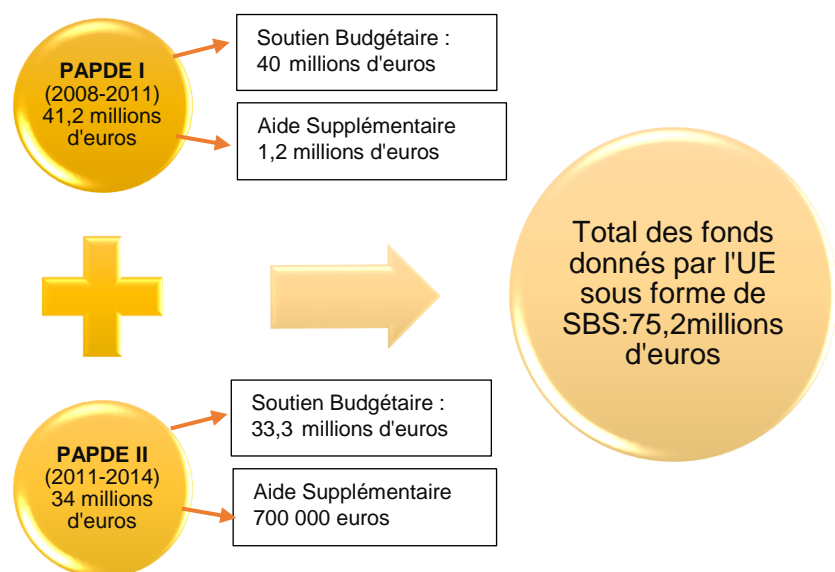 PAPDE I
(2008-2011)
41,2 millions
d'euros
Soutien Budgétaire :
40 millions d'euros
Aide Supplémentaire
1,2 millions d'euros
Total des fonds
donnés par l'UE
sous forme de
SBS:75,2millions
d'euros
PAPDE II
(2011-2014)
34 millions
d'euros
Soutien Budgétaire :
33,3 millions d'euros
Aide Supplémentaire
700 000 euros